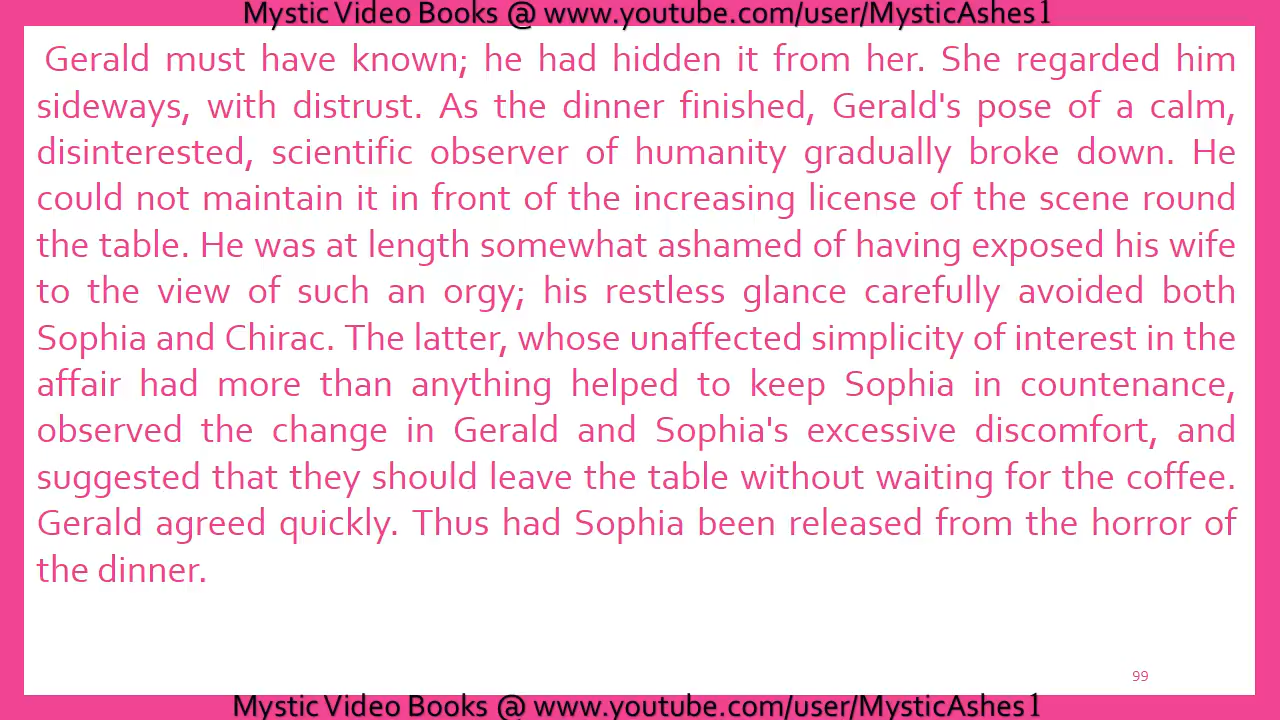 Mystic Video Books @ www.youtube.com/user/MysticAshes1
Gerald must have known; he had hidden it from her. She regarded him
sideways, with distrust. As the dinner finished, Gerald's pose of a calm,
disinterested, scientific observer of humanity gradually broke down. He
could not maintain it in front of the increasing license of the scene round
the table. He was at length somewhat ashamed of having exposed his wife
to the view of such an orgy; his restless glance carefully avoided both
Sophia and Chirac. The latter, whose unaffected simplicity of interest in the
affair had more than anything helped to keep Sophia in countenance,
observed the change in Gerald and Sophia's excessive discomfort, and
suggested that they should leave the table without waiting for the coffee.
Gerald agreed quickly. Thus had Sophia been released from the horror of
the dinner.
99
Mystic Video Books @ www.youtube.com/user/MysticAshes1